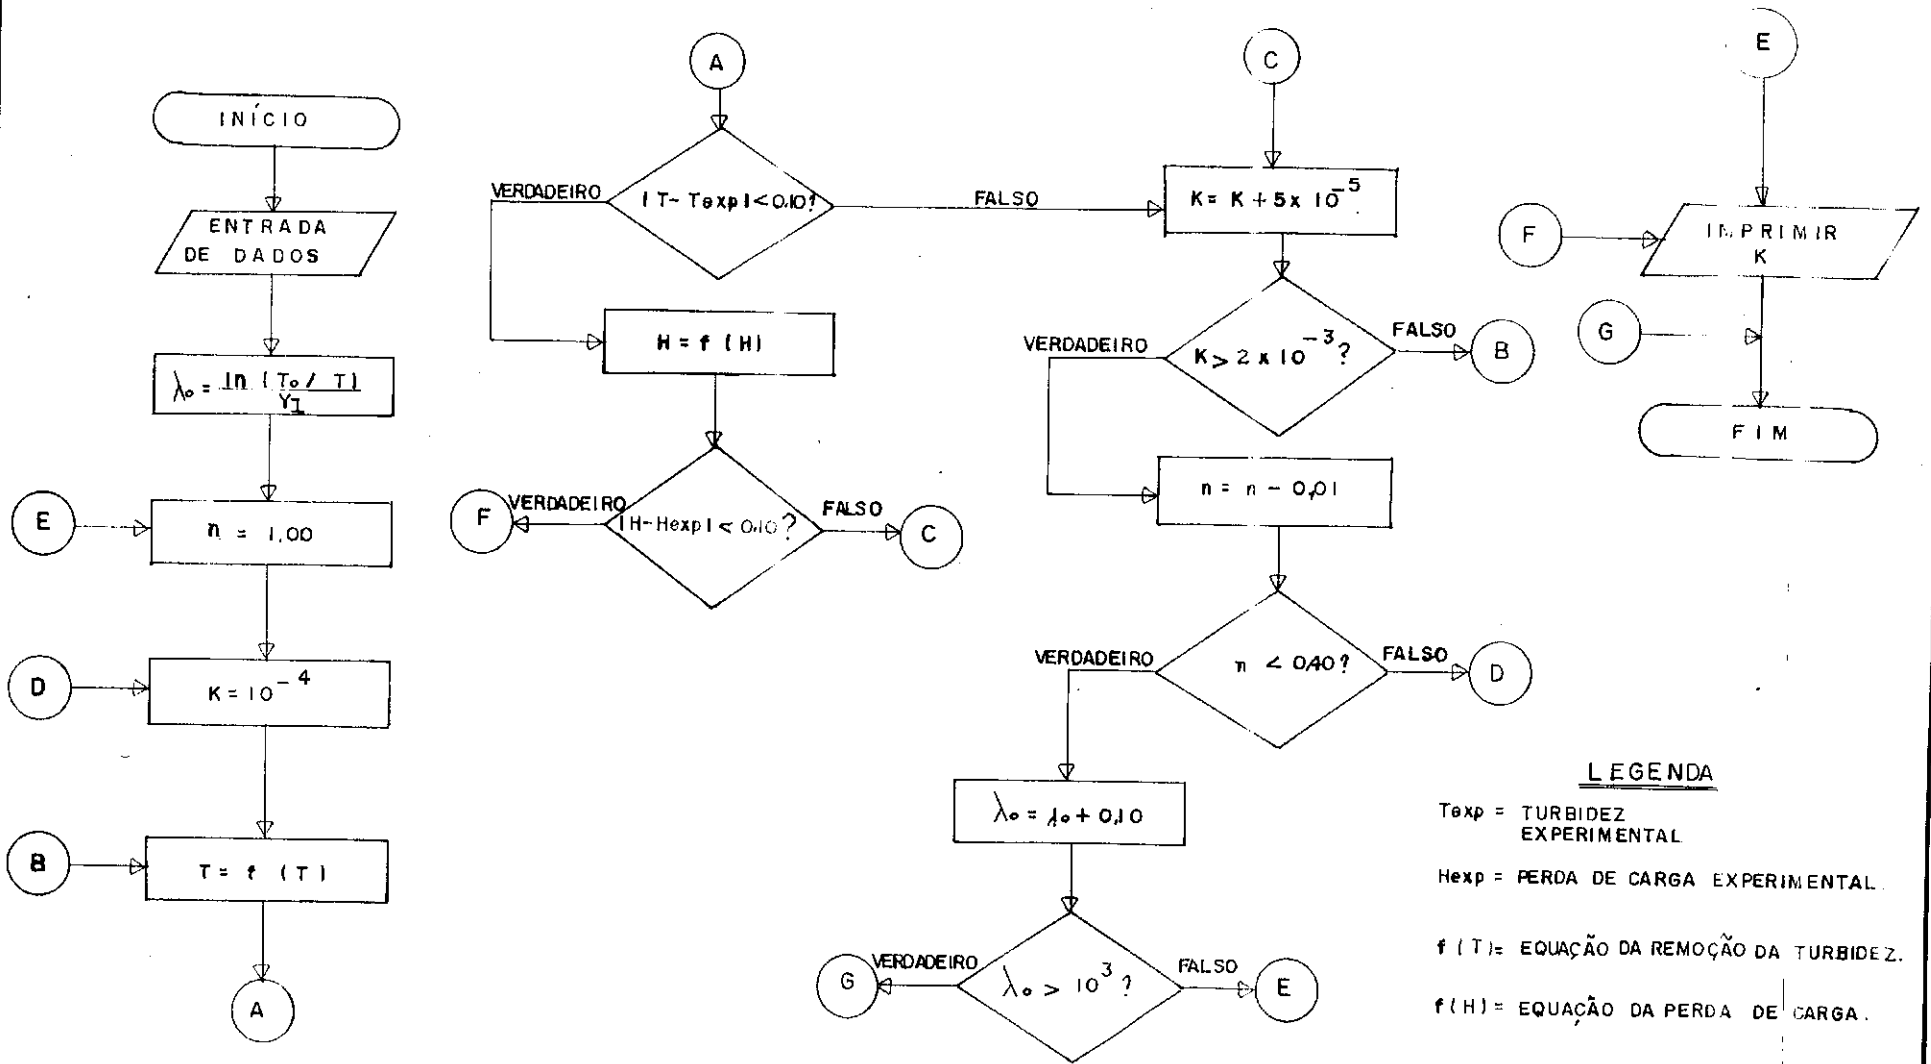 INÍCIO
ENTRADA
DE DADOS
λo = ln (To / T)
YI
E
n = 1,00
D
K = 10^-4
B
T = f (T)
A
A
|T - Texp| < 0,10?
VERDADEIRO
FALSO
H = f (H)
|H-Hexp| < 0,10?
VERDADEIRO
F
FALSO
C
C
K = K + 5 x 10^-5
K > 2 x 10^-3?
VERDADEIRO
FALSO
B
n = n - 0,01
n < 0,40?
VERDADEIRO
FALSO
D
λo = λo + 0,10
λo > 10^3?
VERDADEIRO
G
FALSO
E
E
F
IMPRIMIR
K
G
FIM
LEGENDA
Texp = TURBIDEZ
EXPERIMENTAL
Hexp = PERDA DE CARGA EXPERIMENTAL.
f (T) = EQUAÇÃO DA REMOÇÃO DA TURBIDEZ.
f (H) = EQUAÇÃO DA PERDA DE CARGA.